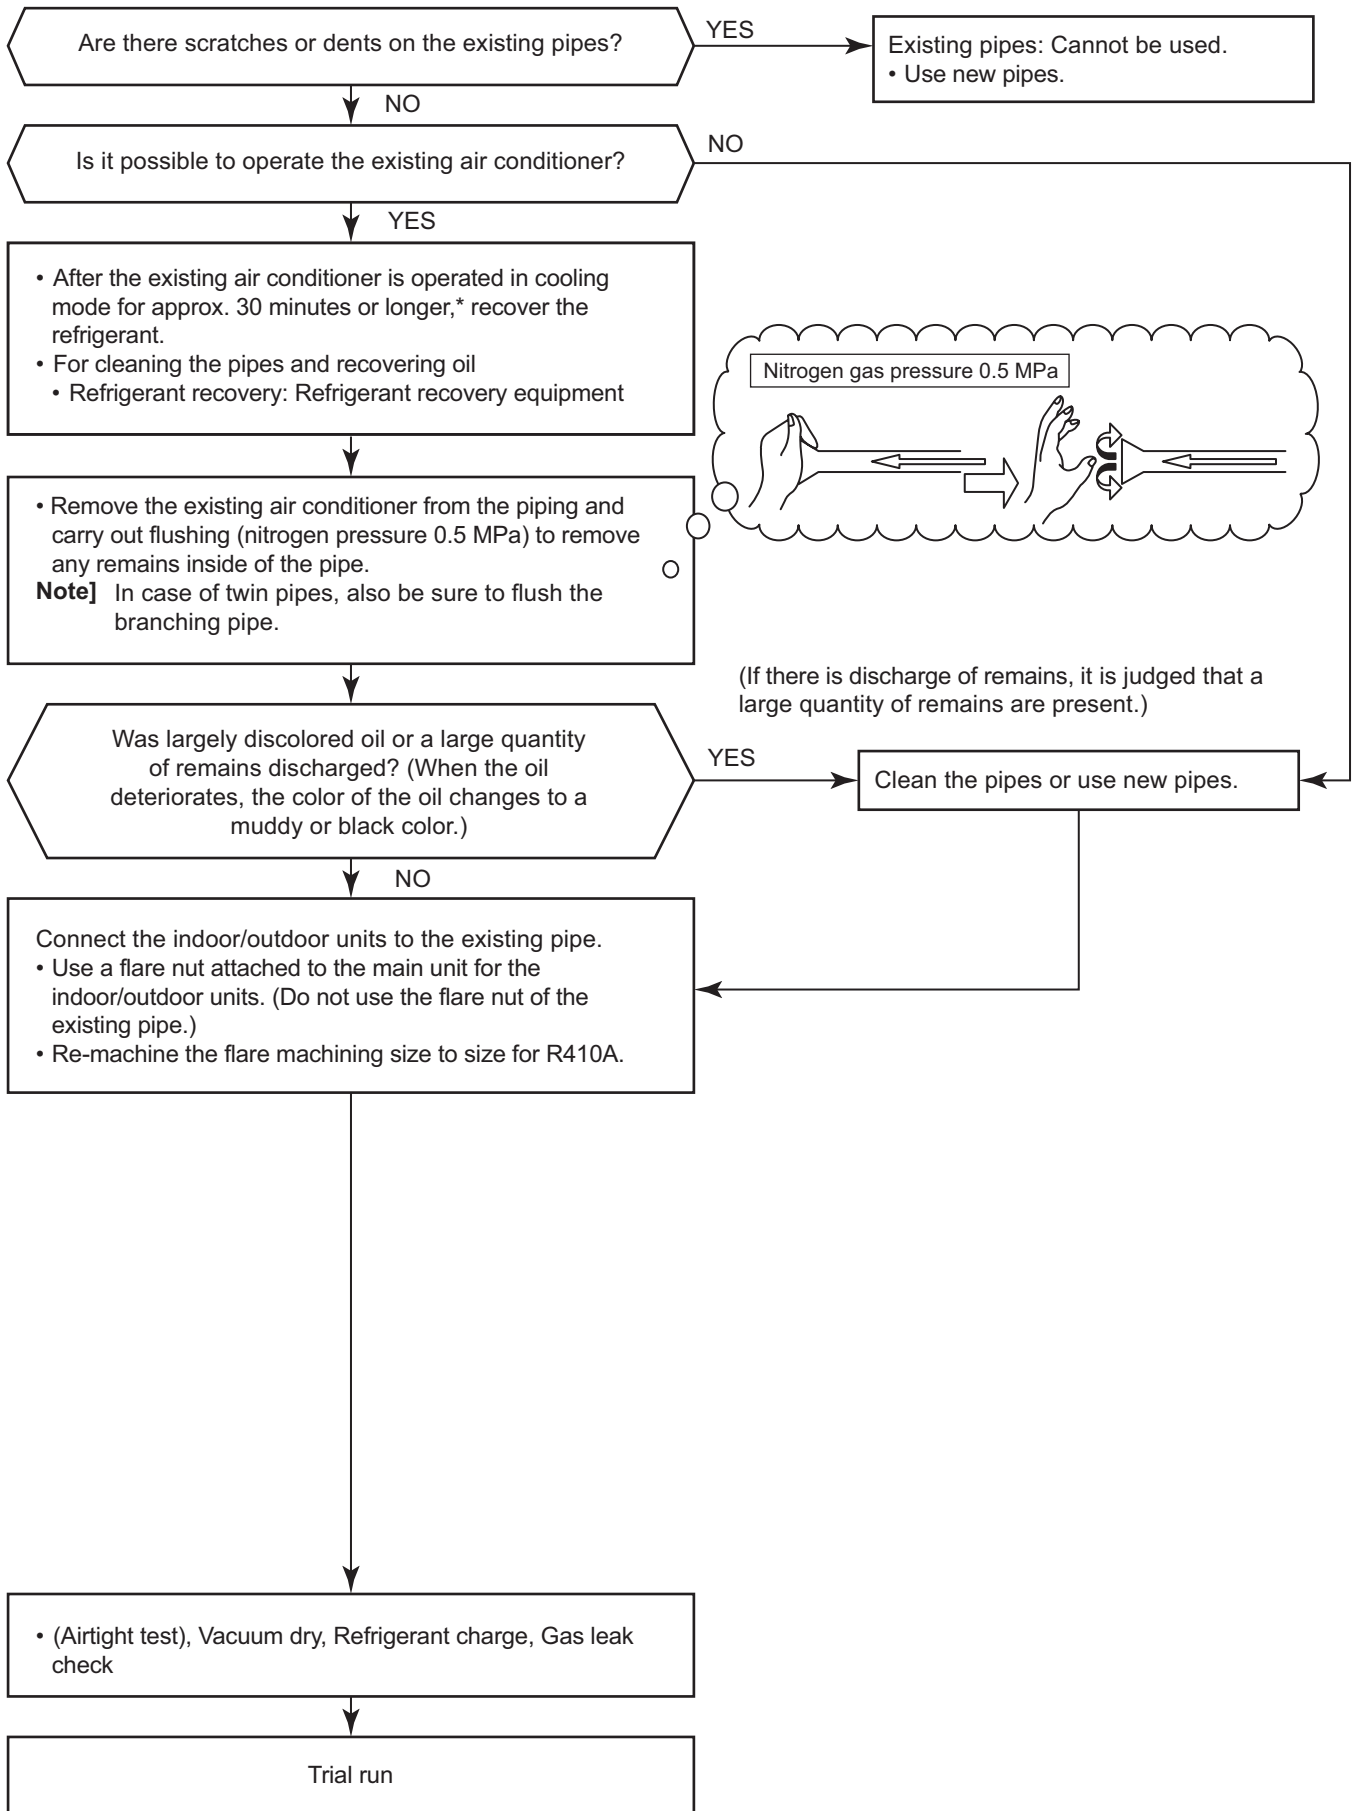 Are there scratches or dents on the existing pipes?
YES
Existing pipes: Cannot be used.
• Use new pipes.
NO
Is it possible to operate the existing air conditioner?
NO
YES
• After the existing air conditioner is operated in cooling
mode for approx. 30 minutes or longer,* recover the
refrigerant.
• For cleaning the pipes and recovering oil
• Refrigerant recovery: Refrigerant recovery equipment
Nitrogen gas pressure 0.5 MPa
• Remove the existing air conditioner from the piping and
carry out flushing (nitrogen pressure 0.5 MPa) to remove
any remains inside of the pipe.
Note] In case of twin pipes, also be sure to flush the
branching pipe.
(If there is discharge of remains, it is judged that a
large quantity of remains are present.)
Was largely discolored oil or a large quantity
of remains discharged? (When the oil
deteriorates, the color of the oil changes to a
muddy or black color.)
YES
Clean the pipes or use new pipes.
NO
Connect the indoor/outdoor units to the existing pipe.
• Use a flare nut attached to the main unit for the
indoor/outdoor units. (Do not use the flare nut of the
existing pipe.)
• Re-machine the flare machining size to size for R410A.
• (Airtight test), Vacuum dry, Refrigerant charge, Gas leak
check
Trial run